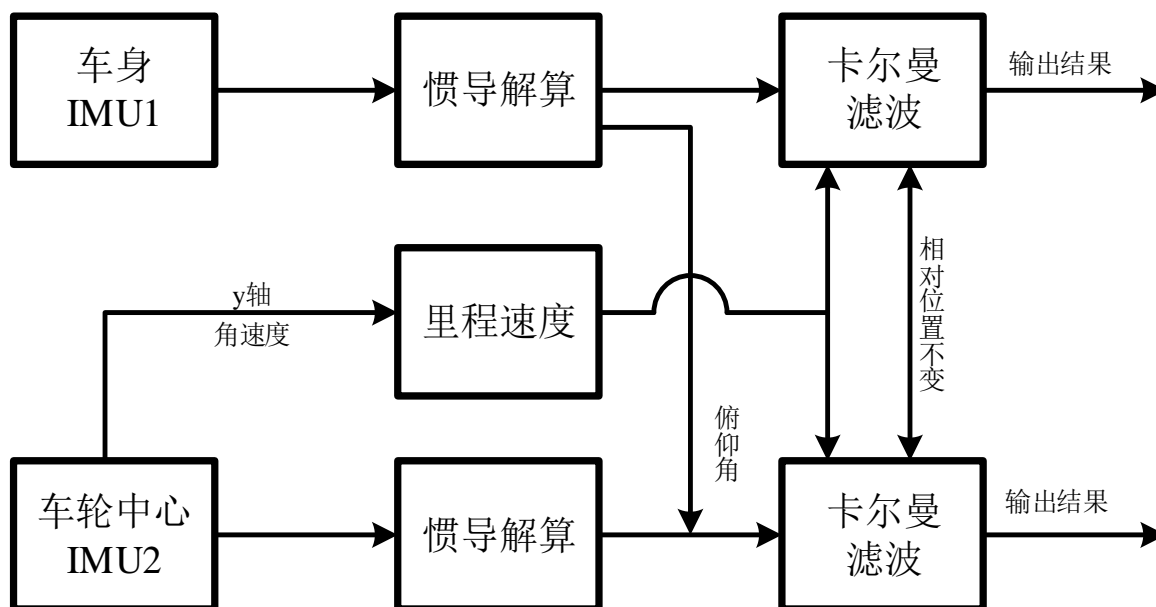 车身
IMU1
惯导解算
卡尔曼
滤波
输出结果
y轴
角速度
里程速度
相对位置不变
俯仰角
车轮中心
IMU2
惯导解算
卡尔曼
滤波
输出结果